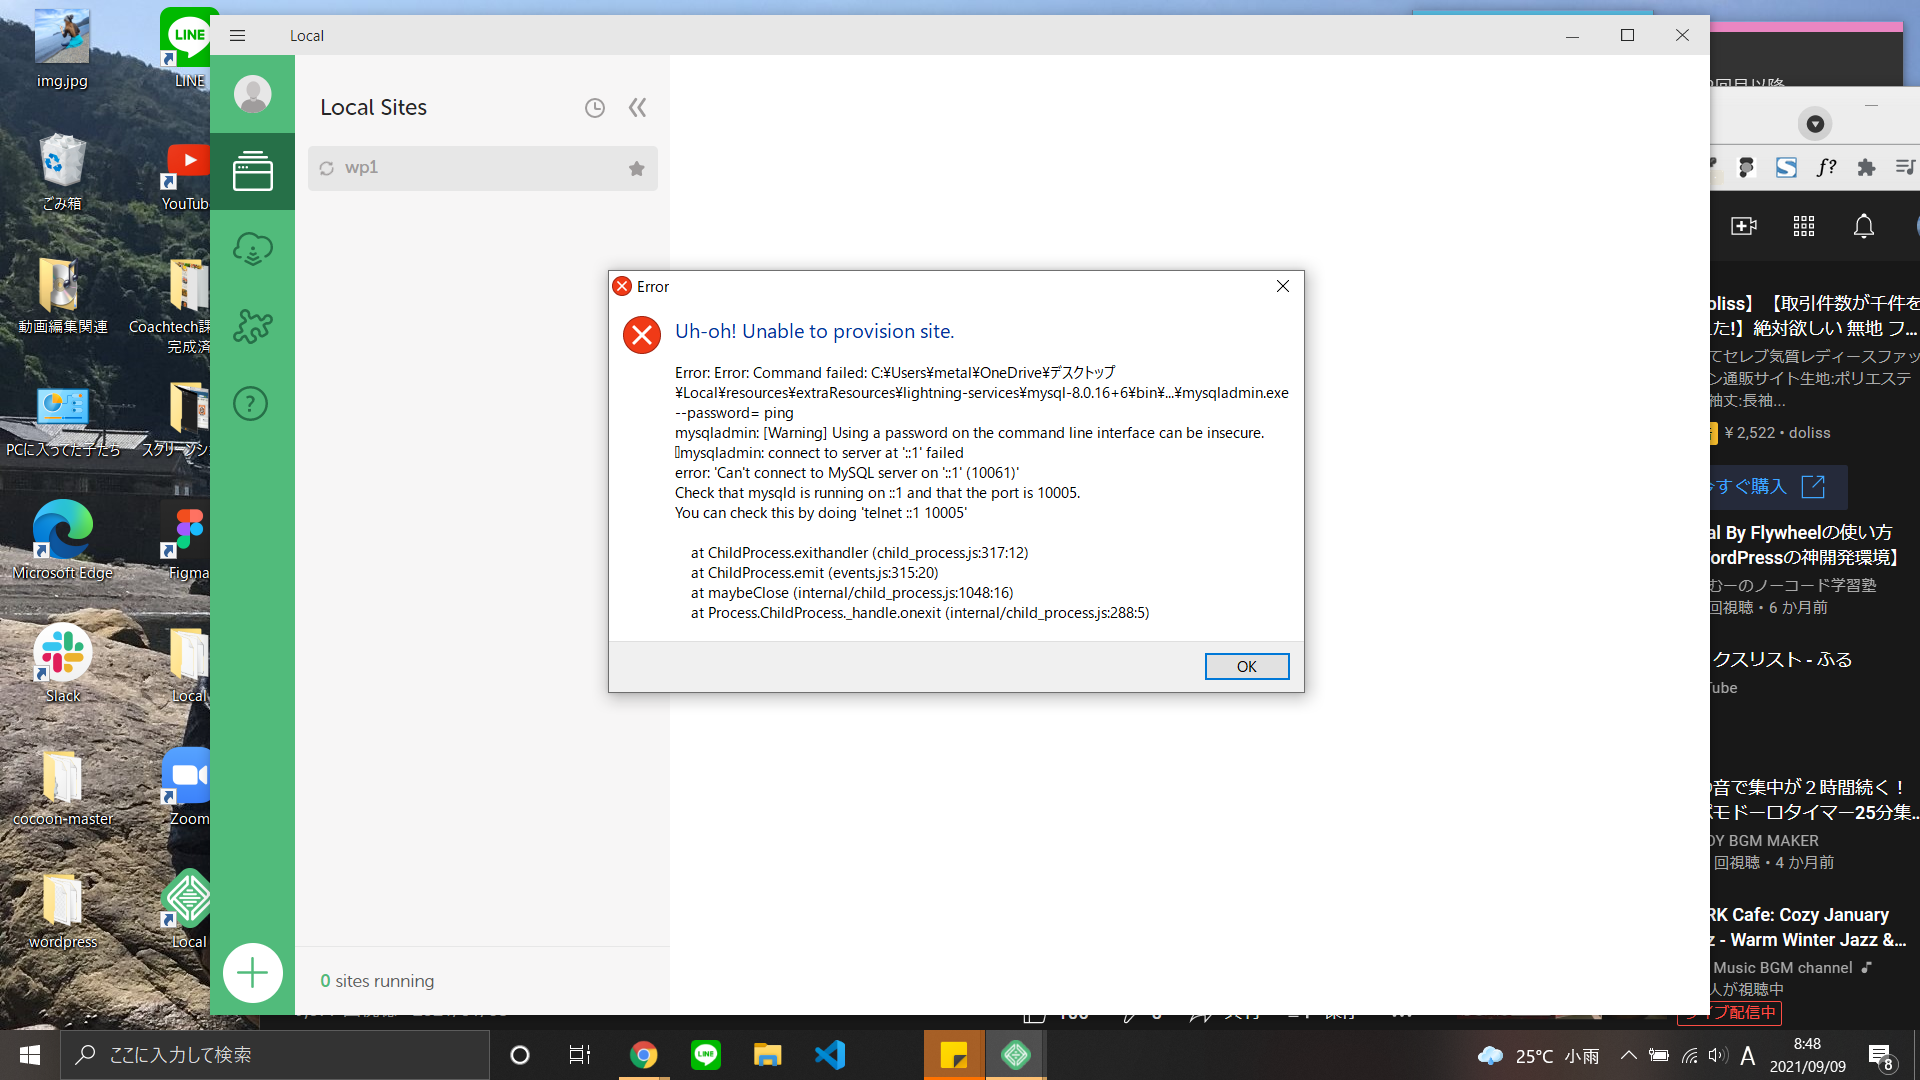 img.jpg
LINE
LINE
ごみ箱
YouTub
動画編集関連
Coachtech課
完成済
PCに入ってた子たち
スクリーンシ
Microsoft Edge
Figma
Slack
Local
cocoon-master
Zoom
wordpress
Local
Local
Local Sites
wp1
0 sites running
Error
Uh-oh! Unable to provision site.
Error: Error: Command failed: C:¥Users¥metal¥OneDrive¥デスクトップ
¥Local¥resources¥extraResources¥lightning-services¥mysql-8.0.16+6¥bin¥...¥mysqladmin.exe
--password= ping
mysqladmin: [Warning] Using a password on the command line interface can be insecure.
mysqladmin: connect to server at '::1' failed
error: 'Can't connect to MySQL server on '::1' (10061)'
Check that mysqld is running on ::1 and that the port is 10005.
You can check this by doing 'telnet ::1 10005'
at ChildProcess.exithandler (child_process.js:317:12)
at ChildProcess.emit (events.js:315:20)
at maybeClose (internal/child_process.js:1048:16)
at Process.ChildProcess._handle.onexit (internal/child_process.js:288:5)
OK
回目以降
f?
oliss】【取引件数が千件を
た!】絶対欲しい 無地 フ...
てセレブ気質レディースファッ
ン通販サイト生地:ポリエステ
袖丈:長袖...
¥ 2,522 • doliss
すぐ購入
al By Flywheelの使い方
ordPressの神開発環境】
むーのノーコード学習塾
回視聴・6 か月前
クスリスト - ふる
ube
音で集中が２時間続く！
モドーロタイマー25分集...
OY BGM MAKER
回視聴・4 か月前
RK Cafe: Cozy January
z - Warm Winter Jazz &...
Music BGM channel
人が視聴中
イブ配信中
ここに入力して検索
25°C 小雨
A
8:48
2021/09/09
8